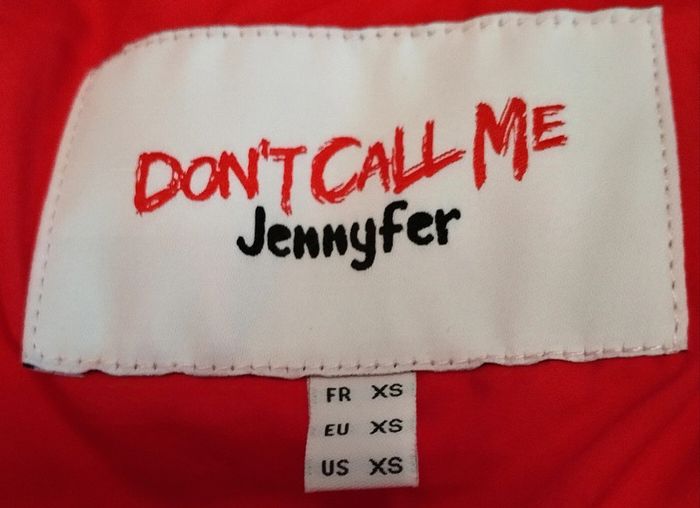 DON'T CALL ME
Jennyfer
FR XS
EU XS
US XS